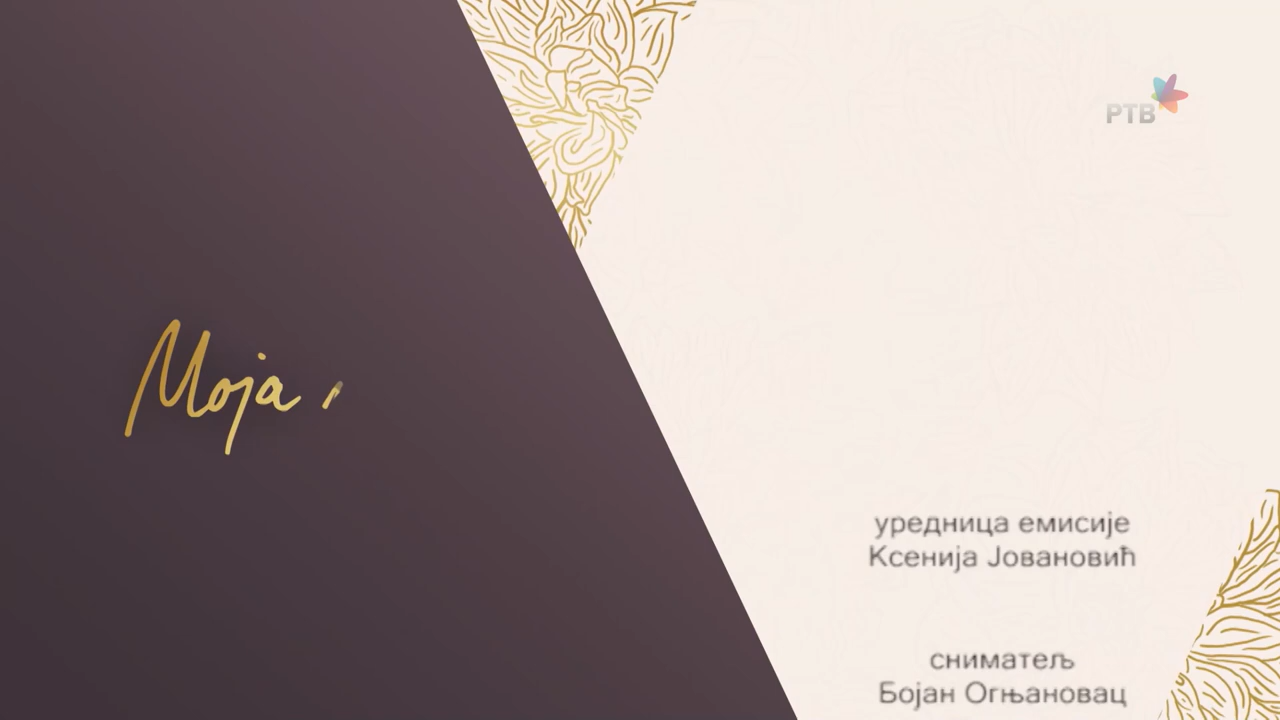 Моја
РТВ
уредница емисије
Ксенија Јовановић
сниматељ
Бојан Огњановац